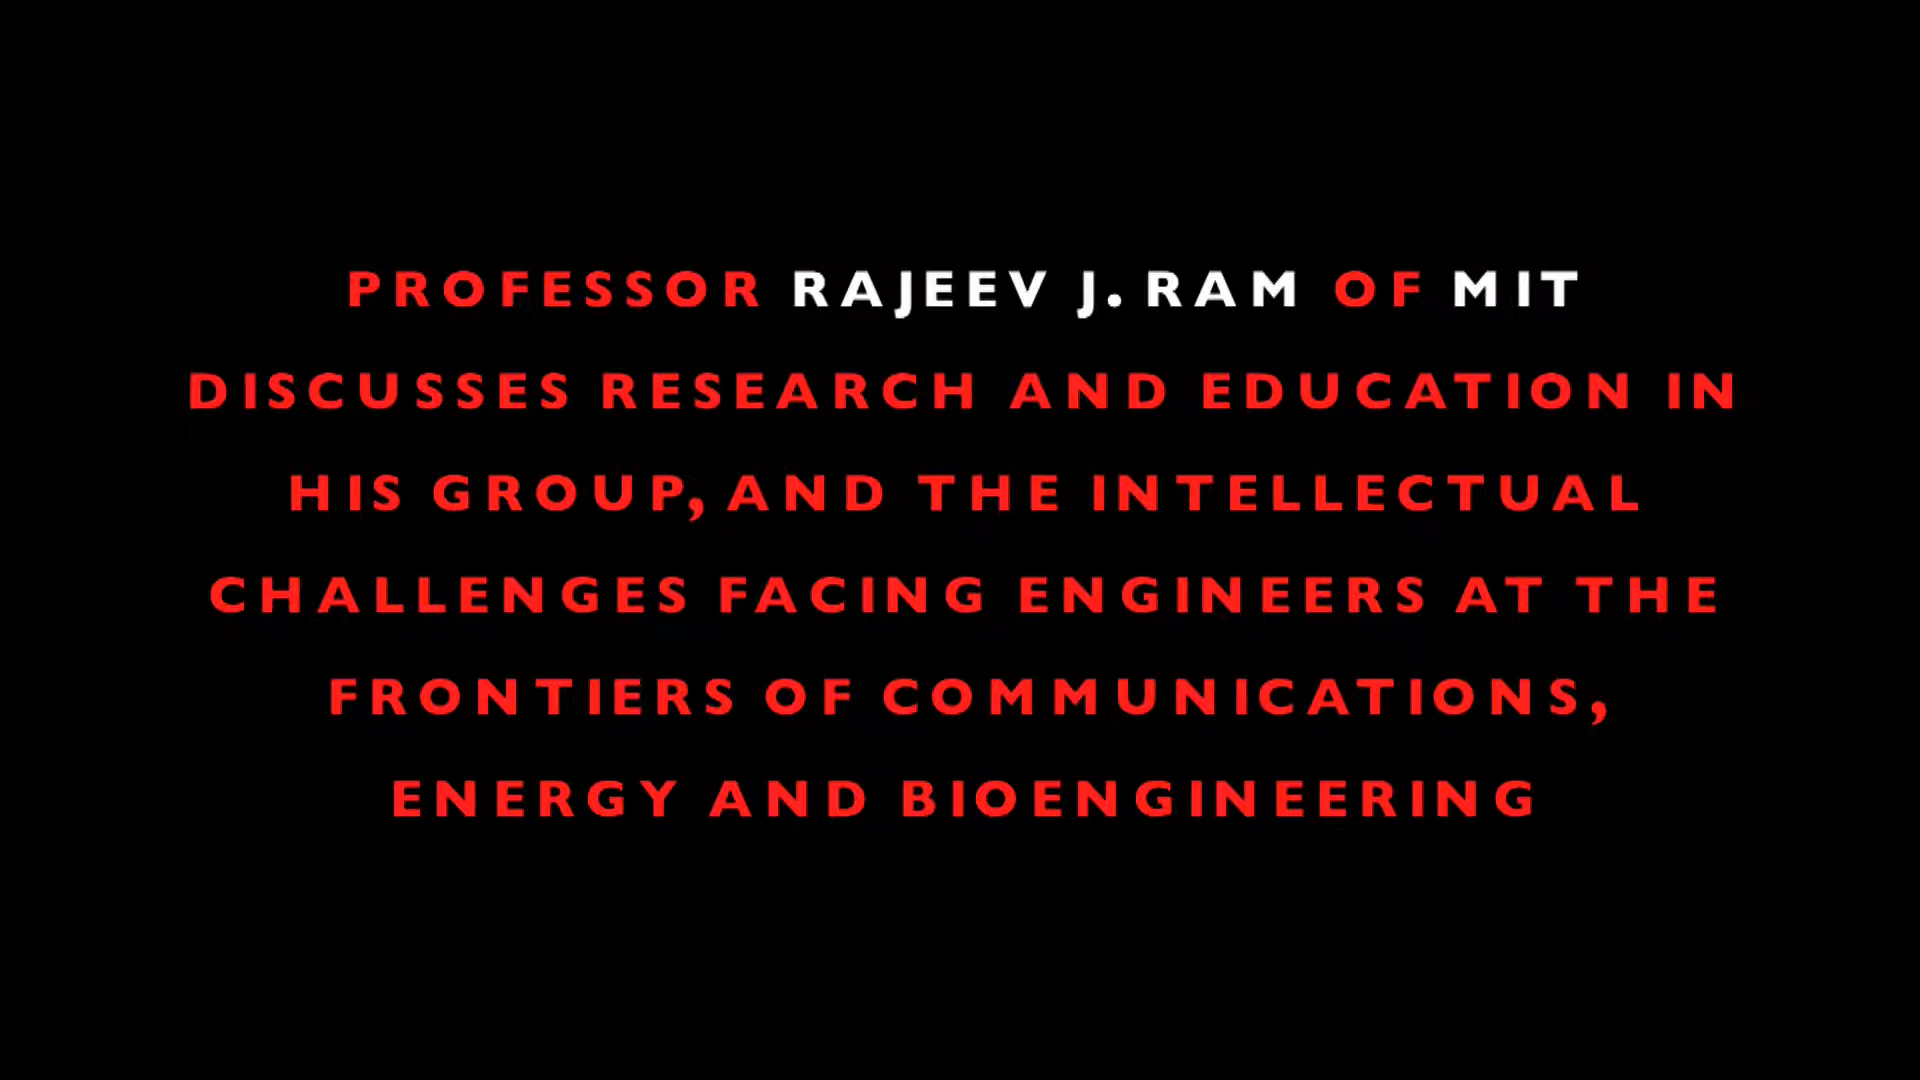 PROFESSOR RAJEEV J. RAM OF MIT
DISCUSSES RESEARCH AND EDUCATION IN
HIS GROUP, AND THE INTELLECTUAL
CHALLENGES FACING ENGINEERS AT THE
FRONTIERS OF COMMUNICATIONS,
ENERGY AND BIOENGINEERING